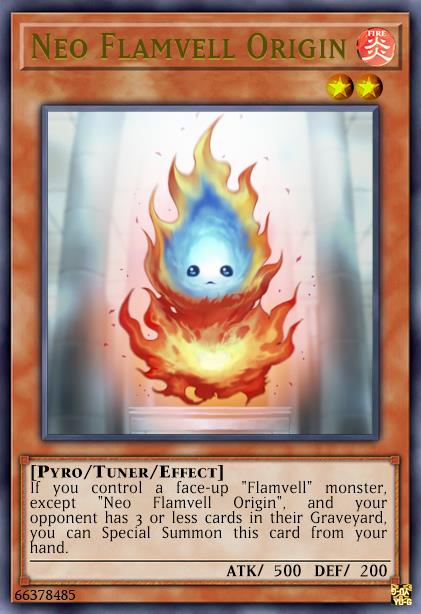 Neo Flamvell Origin
FIRE
炎
[Pyro/Tuner/Effect]
If you control a face-up "Flamvell" monster,
except "Neo Flamvell Origin", and your
opponent has 3 or less cards in their Graveyard,
you can Special Summon this card from your
hand.
ATK/ 500 DEF/ 200
66378485